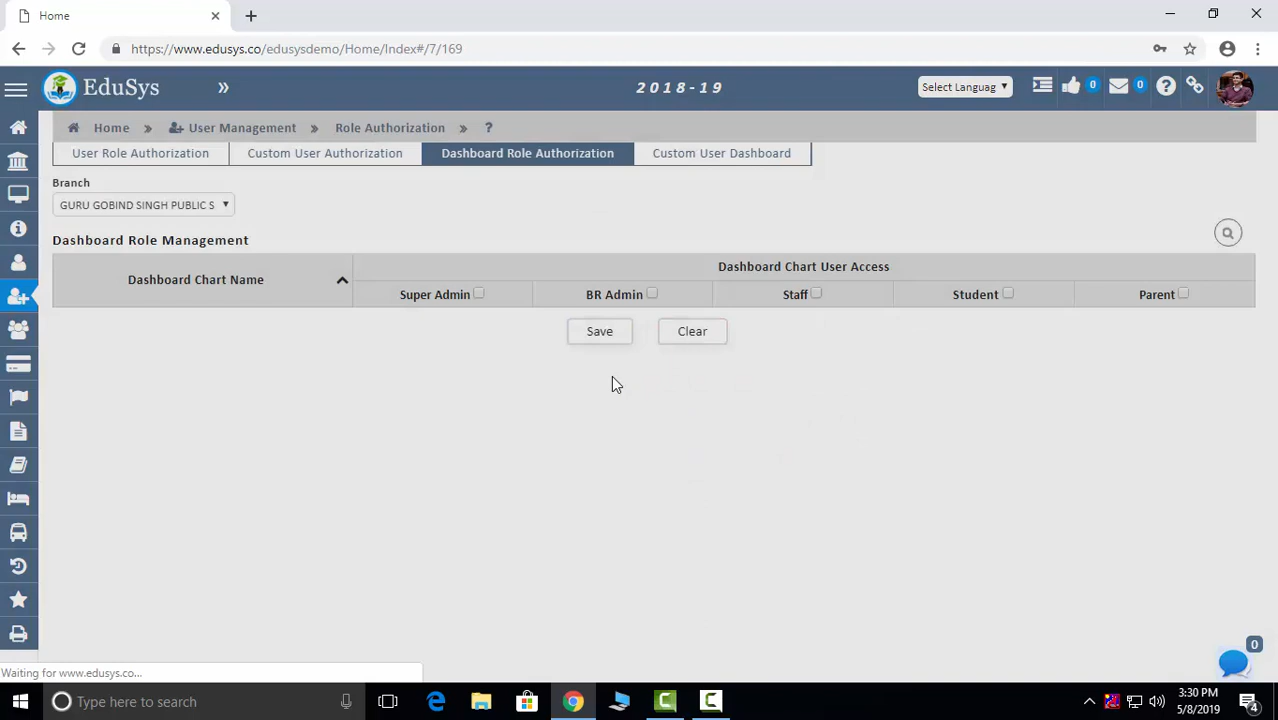 Home
https://www.edusys.co/edusysdemo/Home/Index#/7/169
EduSys
»
2018-19
Select Languag
0
0
Home » User Management » Role Authorization » ?
User Role Authorization
Custom User Authorization
Dashboard Role Authorization
Custom User Dashboard
Branch
GURU GOBIND SINGH PUBLIC S
Dashboard Role Management
Dashboard Chart Name
Dashboard Chart User Access
Super Admin
BR Admin
Staff
Student
Parent
Save
Clear
0
Waiting for www.edusys.co...
Type here to search
3:30 PM
5/8/2019
4